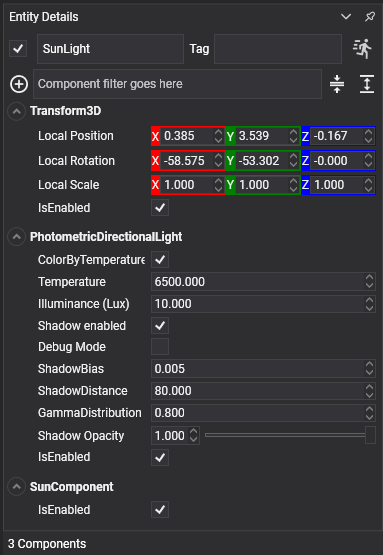 Entity Details
SunLight Tag
Component filter goes here
Transform3D
Local Position X 0.385 Y 3.539 Z -0.167
Local Rotation X -58.575 Y -53.302 Z -0.000
Local Scale X 1.000 Y 1.000 Z 1.000
IsEnabled
PhotometricDirectionalLight
ColorByTemperature
Temperature 6500.000
Illuminance (Lux) 10.000
Shadow enabled
Debug Mode
ShadowBias 0.005
ShadowDistance 80.000
GammaDistribution 0.800
Shadow Opacity 1.000
IsEnabled
SunComponent
IsEnabled
3 Components